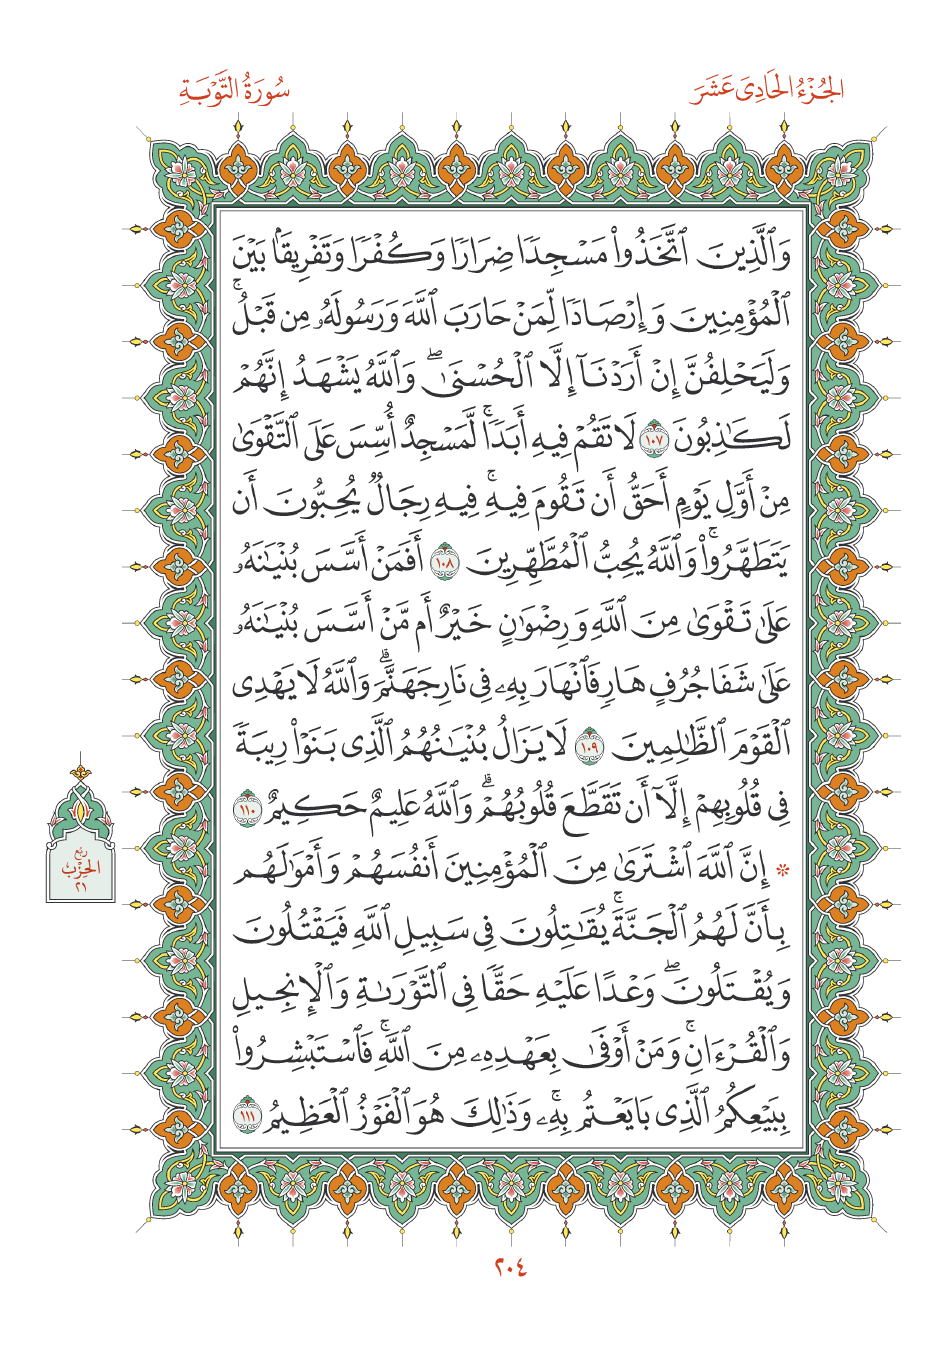 الجُزْءُ الحَادِىَ عَشَرَ
سُورَةُ التَّوْبَةِ
وَٱلَّذِينَ ٱتَّخَذُوا۟ مَسْجِدًۭا ضِرَارًۭا وَكُفْرًۭا وَتَفْرِيقًۢا بَيْنَ
ٱلْمُؤْمِنِينَ وَإِرْصَادًۭا لِّمَنْ حَارَبَ ٱللَّهَ وَرَسُولَهُۥ مِن قَبْلُ ۚ
وَلَيَحْلِفُنَّ إِنْ أَرَدْنَآ إِلَّا ٱلْحُسْنَىٰ ۖ وَٱللَّهُ يَشْهَدُ إِنَّهُمْ
لَكَـٰذِبُونَ ١٠٧ لَا تَقُمْ فِيهِ أَبَدًۭا ۚ لَّمَسْجِدٌ أُسِّسَ عَلَى ٱلتَّقْوَىٰ
مِنْ أَوَّلِ يَوْمٍ أَحَقُّ أَن تَقُومَ فِيهِ ۚ فِيهِ رِجَالٌۭ يُحِبُّونَ أَن
يَتَطَهَّرُوا۟ ۚ وَٱللَّهُ يُحِبُّ ٱلْمُطَّهِّرِينَ ١٠٨ أَفَمَنْ أَسَّسَ بُنْيَـٰنَهُۥ
عَلَىٰ تَقْوَىٰ مِنَ ٱللَّهِ وَرِضْوَٰنٍ خَيْرٌ أَم مَّنْ أَسَّسَ بُنْيَـٰنَهُۥ
عَلَىٰ شَفَا جُرُفٍ هَارٍۢ فَٱنْهَارَ بِهِۦ فِى نَارِ جَهَنَّمَ ۗ وَٱللَّهُ لَا يَهْدِى
ٱلْقَوْمَ ٱلظَّـٰلِمِينَ ١٠٩ لَا يَزَالُ بُنْيَـٰنُهُمُ ٱلَّذِى بَنَوْا۟ رِيبَةًۭ
فِى قُلُوبِهِمْ إِلَّآ أَن تَقَطَّعَ قُلُوبُهُمْ ۗ وَٱللَّهُ عَلِيمٌ حَكِيمٌ ١١٠
۞ إِنَّ ٱللَّهَ ٱشْتَرَىٰ مِنَ ٱلْمُؤْمِنِينَ أَنفُسَهُمْ وَأَمْوَٰلَهُم
بِأَنَّ لَهُمُ ٱلْجَنَّةَ ۚ يُقَـٰتِلُونَ فِى سَبِيلِ ٱللَّهِ فَيَقْتُلُونَ
وَيُقْتَلُونَ ۖ وَعْدًا عَلَيْهِ حَقًّۭا فِى ٱلتَّوْرَىٰةِ وَٱلْإِنجِيلِ
وَٱلْقُرْءَانِ ۚ وَمَنْ أَوْفَىٰ بِعَهْدِهِۦ مِنَ ٱللَّهِ ۚ فَٱسْتَبْشِرُوا۟
بِبَيْعِكُمُ ٱلَّذِى بَايَعْتُم بِهِۦ ۚ وَذَٰلِكَ هُوَ ٱلْفَوْزُ ٱلْعَظِيمُ ١١١
ربع
الحِزْب
٢١
٢٠٤